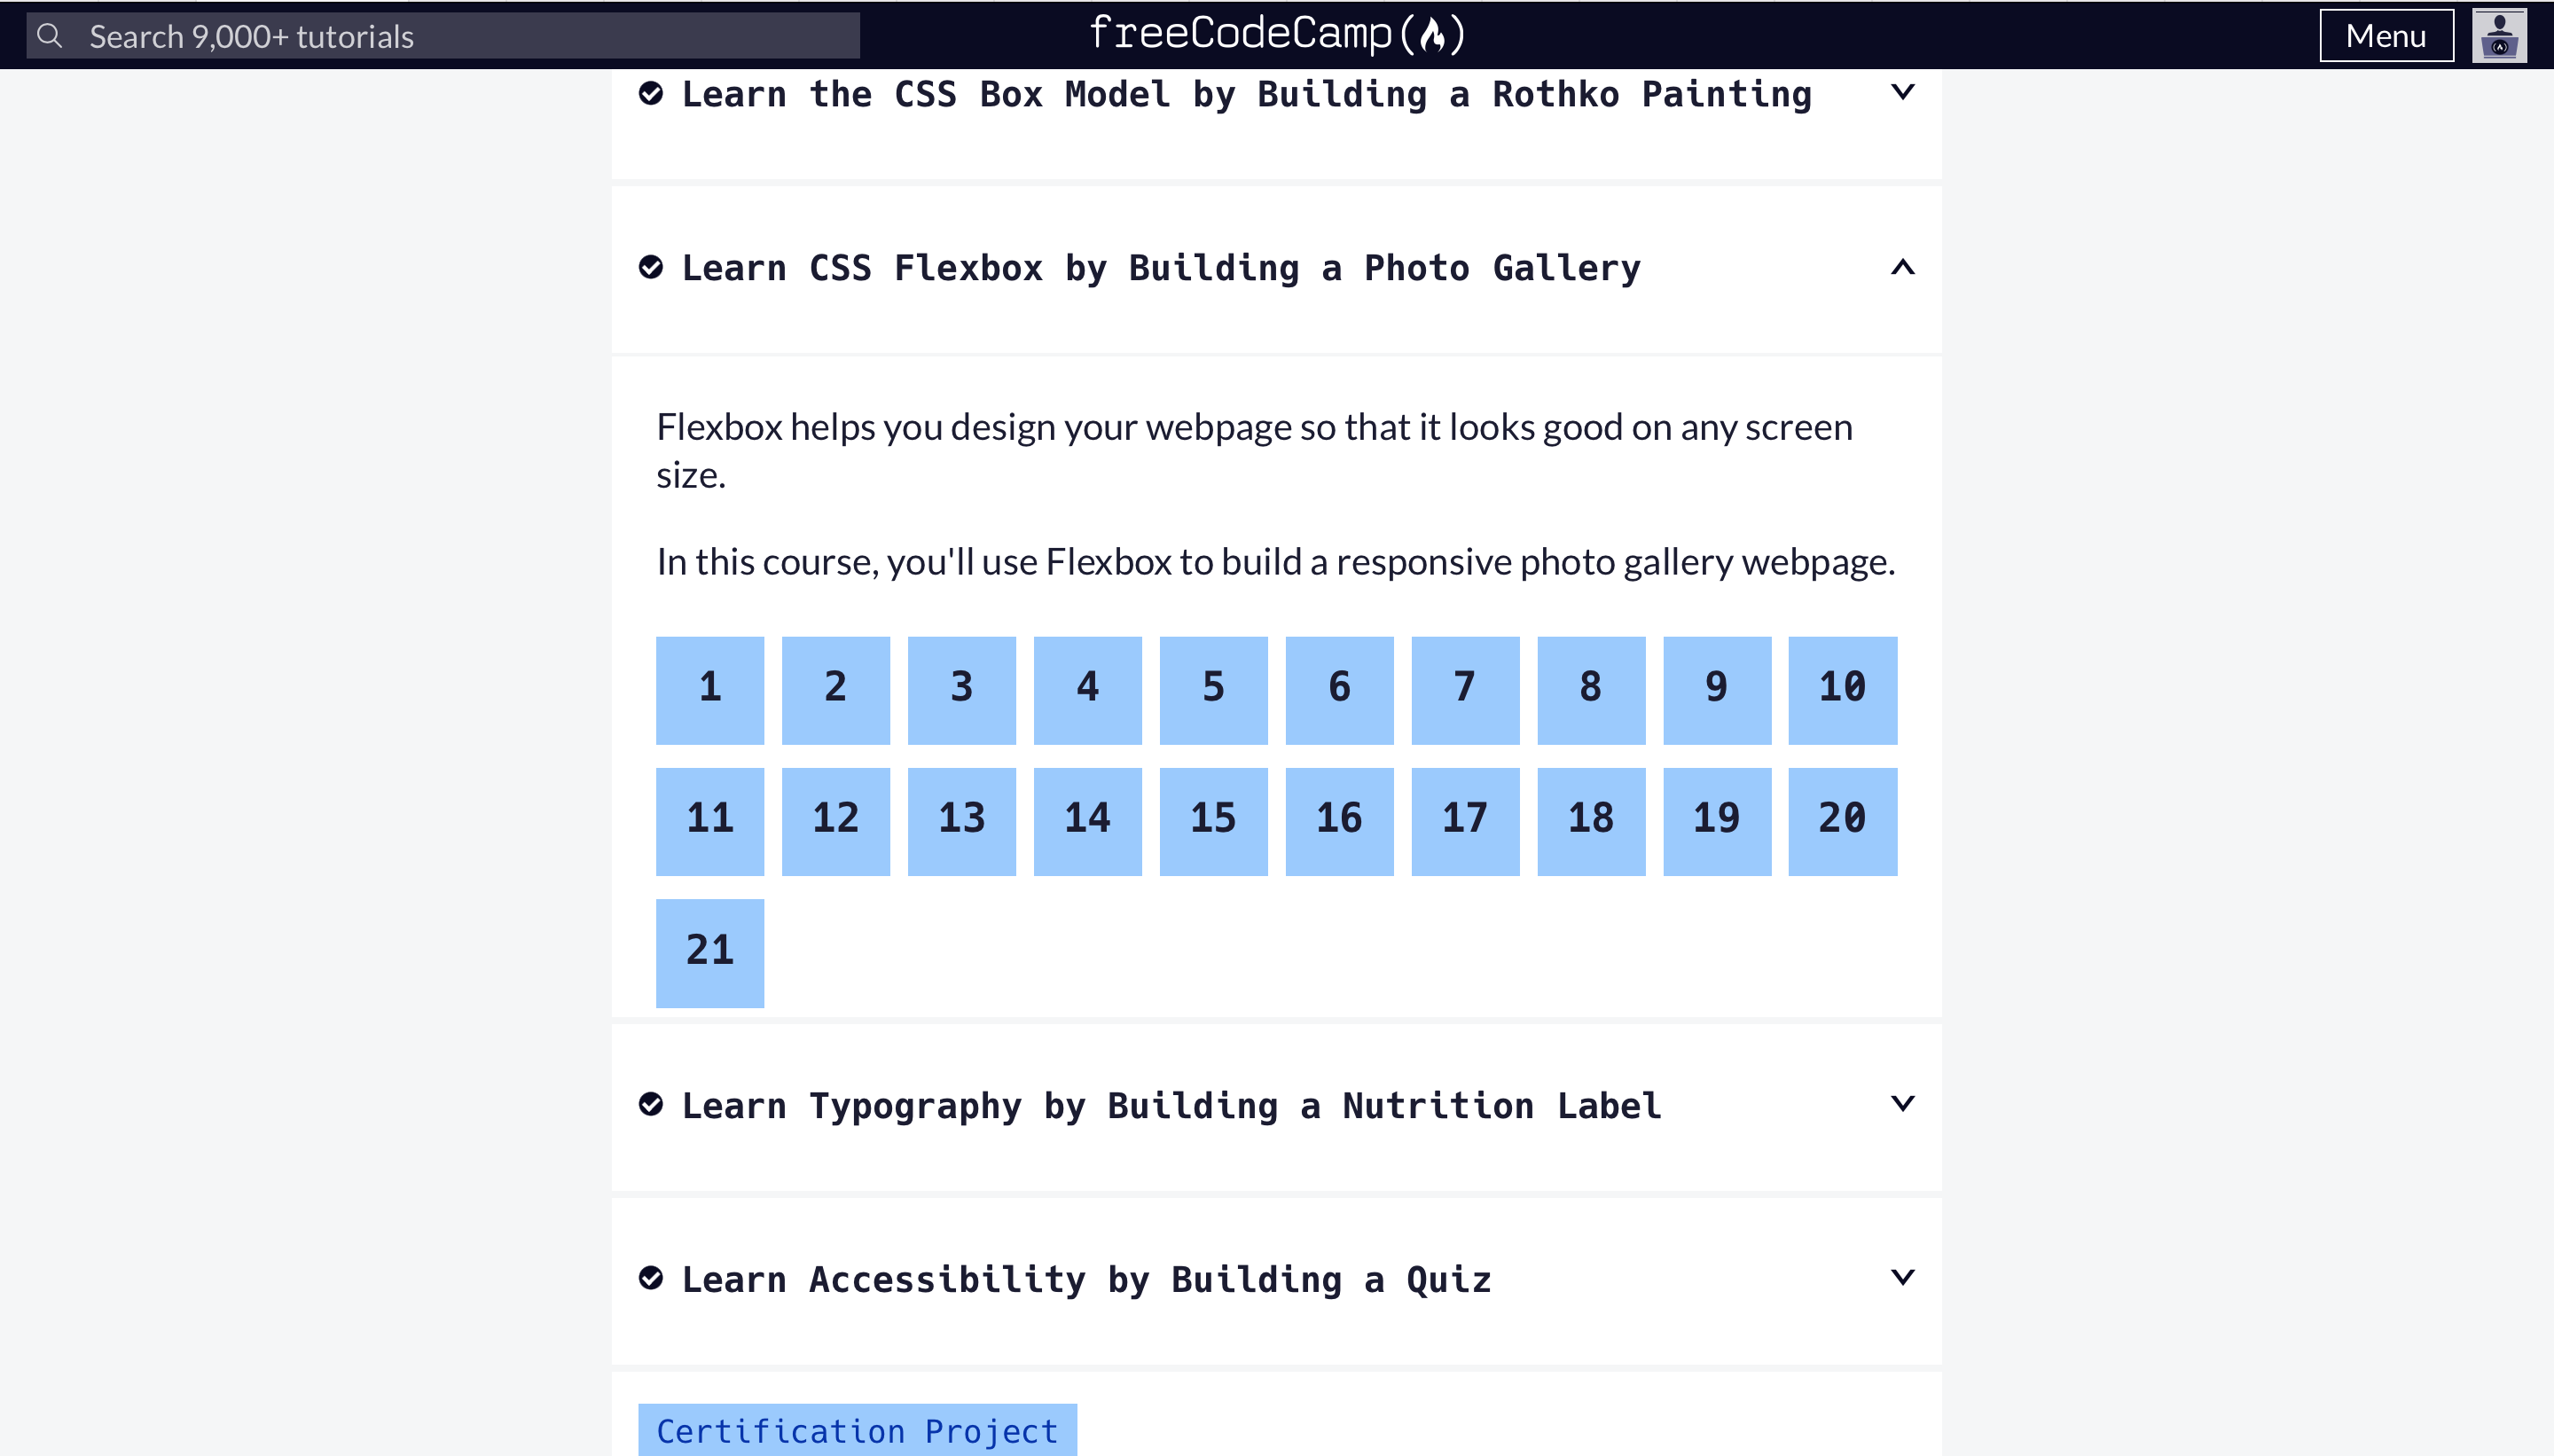 Search 9,000+ tutorials
freeCodeCamp
Menu
Learn the CSS Box Model by Building a Rothko Painting
Learn CSS Flexbox by Building a Photo Gallery
Flexbox helps you design your webpage so that it looks good on any screen
size.
In this course, you'll use Flexbox to build a responsive photo gallery webpage.
1 2 3 4 5 6 7 8 9 10
11 12 13 14 15 16 17 18 19 20
21
Learn Typography by Building a Nutrition Label
Learn Accessibility by Building a Quiz
Certification Project